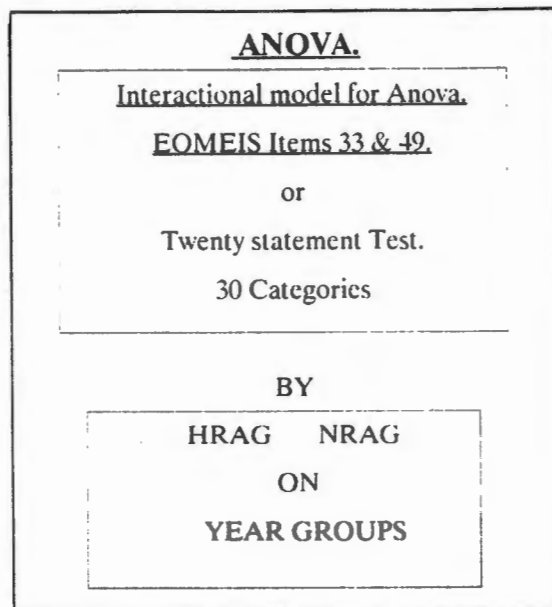 ANOVA.
Interactional model for Anova.
EOMEIS Items 33 & 49.
or
Twenty statement Test.
30 Categories
BY
HRAG NRAG
ON
YEAR GROUPS